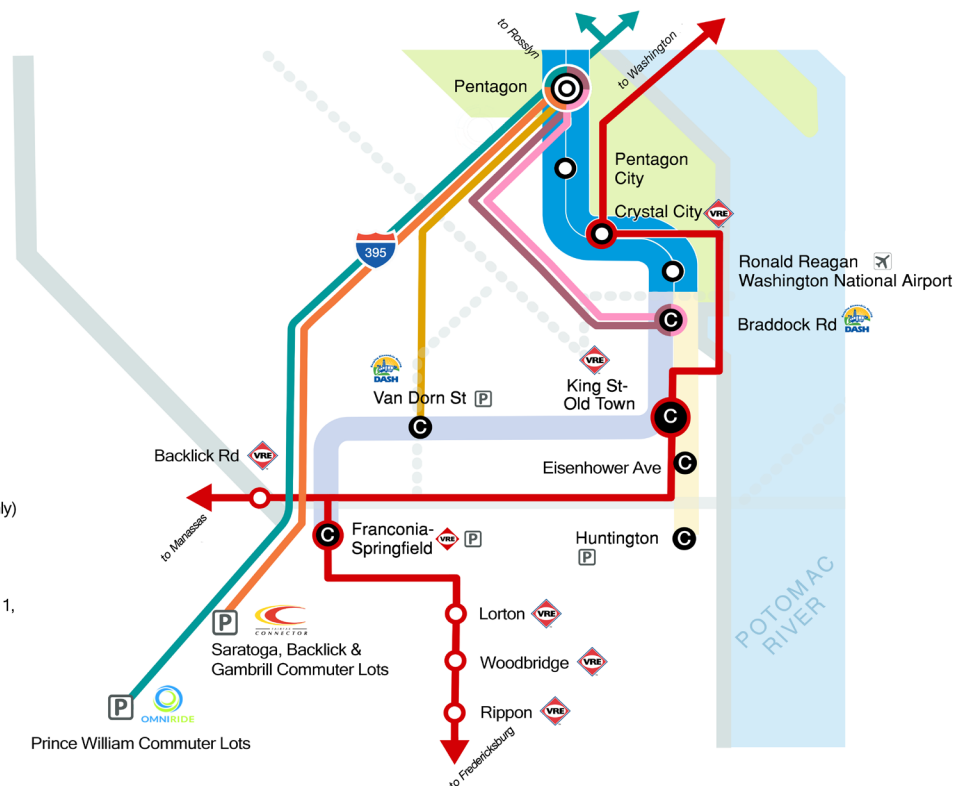 to Rosslyn
to Washington
Pentagon
Pentagon
City
Crystal City VRE
395
Ronald Reagan
Washington National Airport
C
Braddock Rd DASH
VRE
King St-
Old Town
DASH
Van Dorn St P
C
C
Backlick Rd VRE
Eisenhower Ave C
ly)
to Manassas
C Franconia-
Springfield VRE P
Huntington C
P
1,
P CONNECTOR
Saratoga, Backlick &
Gambrill Commuter Lots
Lorton VRE
Woodbridge VRE
Rippon VRE
P OMNIRIDE
Prince William Commuter Lots
to Fredericksburg
POTOMAC
RIVER